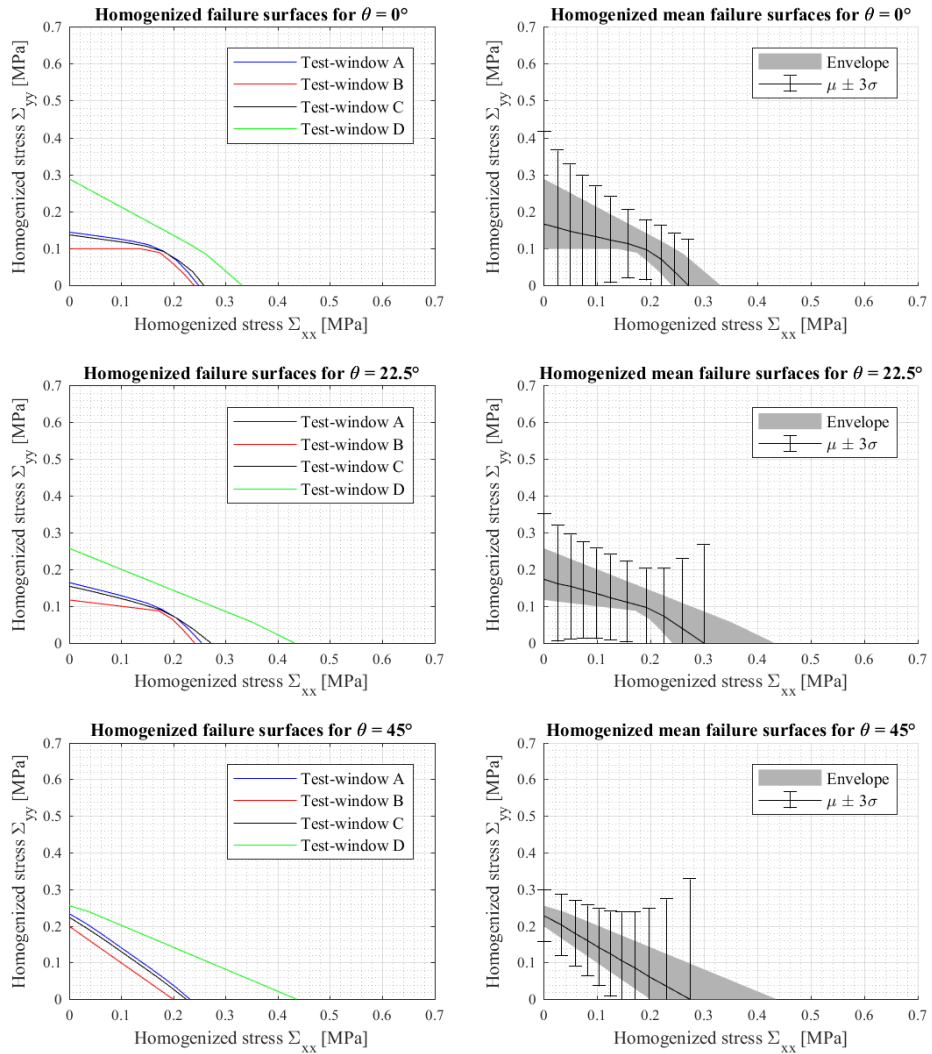 Homogenized failure surfaces for θ = 0°
Homogenized stress Σyy [MPa]
0.7
0.6
0.5
0.4
0.3
0.2
0.1
0
Test-window A
Test-window B
Test-window C
Test-window D
0 0.1 0.2 0.3 0.4 0.5 0.6 0.7
Homogenized stress Σxx [MPa]
Homogenized mean failure surfaces for θ = 0°
Homogenized stress Σyy [MPa]
0.7
0.6
0.5
0.4
0.3
0.2
0.1
0
Envelope
μ ± 3σ
0 0.1 0.2 0.3 0.4 0.5 0.6 0.7
Homogenized stress Σxx [MPa]
Homogenized failure surfaces for θ = 22.5°
Homogenized stress Σyy [MPa]
0.7
0.6
0.5
0.4
0.3
0.2
0.1
0
Test-window A
Test-window B
Test-window C
Test-window D
0 0.1 0.2 0.3 0.4 0.5 0.6 0.7
Homogenized stress Σxx [MPa]
Homogenized mean failure surfaces for θ = 22.5°
Homogenized stress Σyy [MPa]
0.7
0.6
0.5
0.4
0.3
0.2
0.1
0
Envelope
μ ± 3σ
0 0.1 0.2 0.3 0.4 0.5 0.6 0.7
Homogenized stress Σxx [MPa]
Homogenized failure surfaces for θ = 45°
Homogenized stress Σyy [MPa]
0.7
0.6
0.5
0.4
0.3
0.2
0.1
0
Test-window A
Test-window B
Test-window C
Test-window D
0 0.1 0.2 0.3 0.4 0.5 0.6 0.7
Homogenized stress Σxx [MPa]
Homogenized mean failure surfaces for θ = 45°
Homogenized stress Σyy [MPa]
0.7
0.6
0.5
0.4
0.3
0.2
0.1
0
Envelope
μ ± 3σ
0 0.1 0.2 0.3 0.4 0.5 0.6 0.7
Homogenized stress Σxx [MPa]